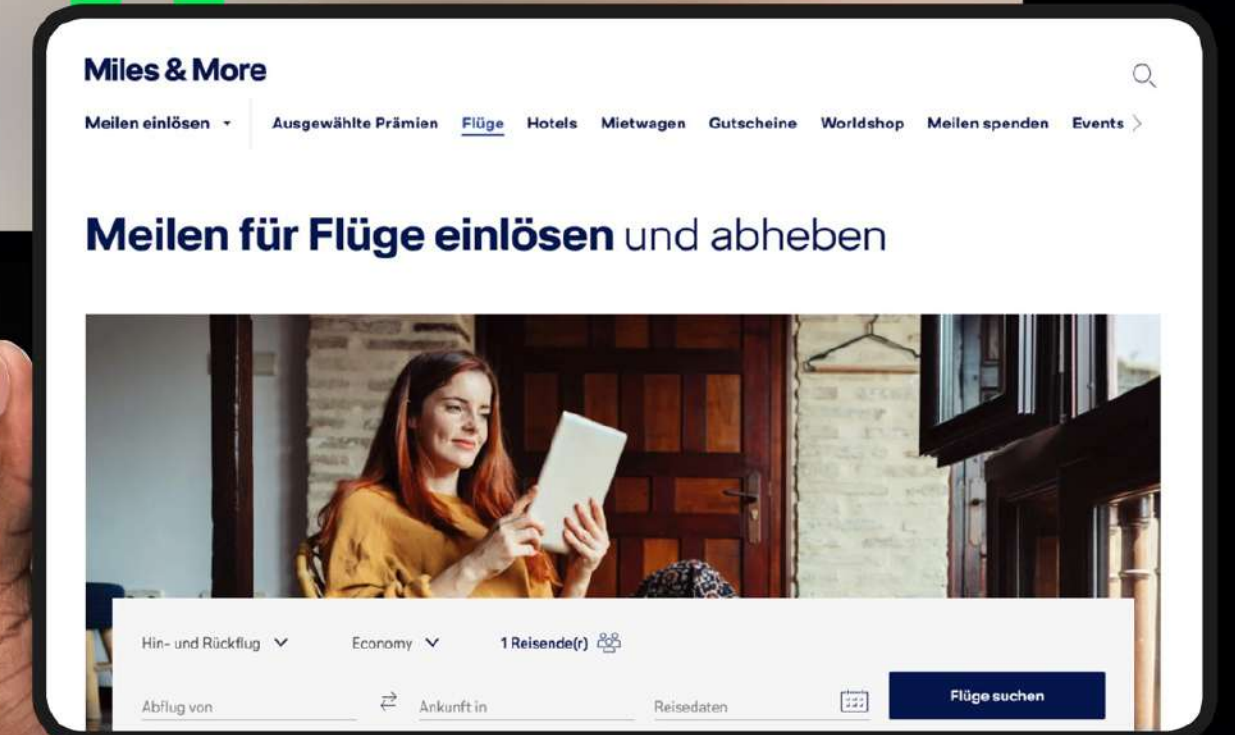 Miles & More
Meilen einlösen Ausgewählte Prämien Flüge Hotels Mietwagen Gutscheine Worldshop Meilen spenden Events
Meilen für Flüge einlösen und abheben
Hin- und Rückflug Economy 1 Reisende(r)
Abflug von Ankunft in Reisedaten Flüge suchen